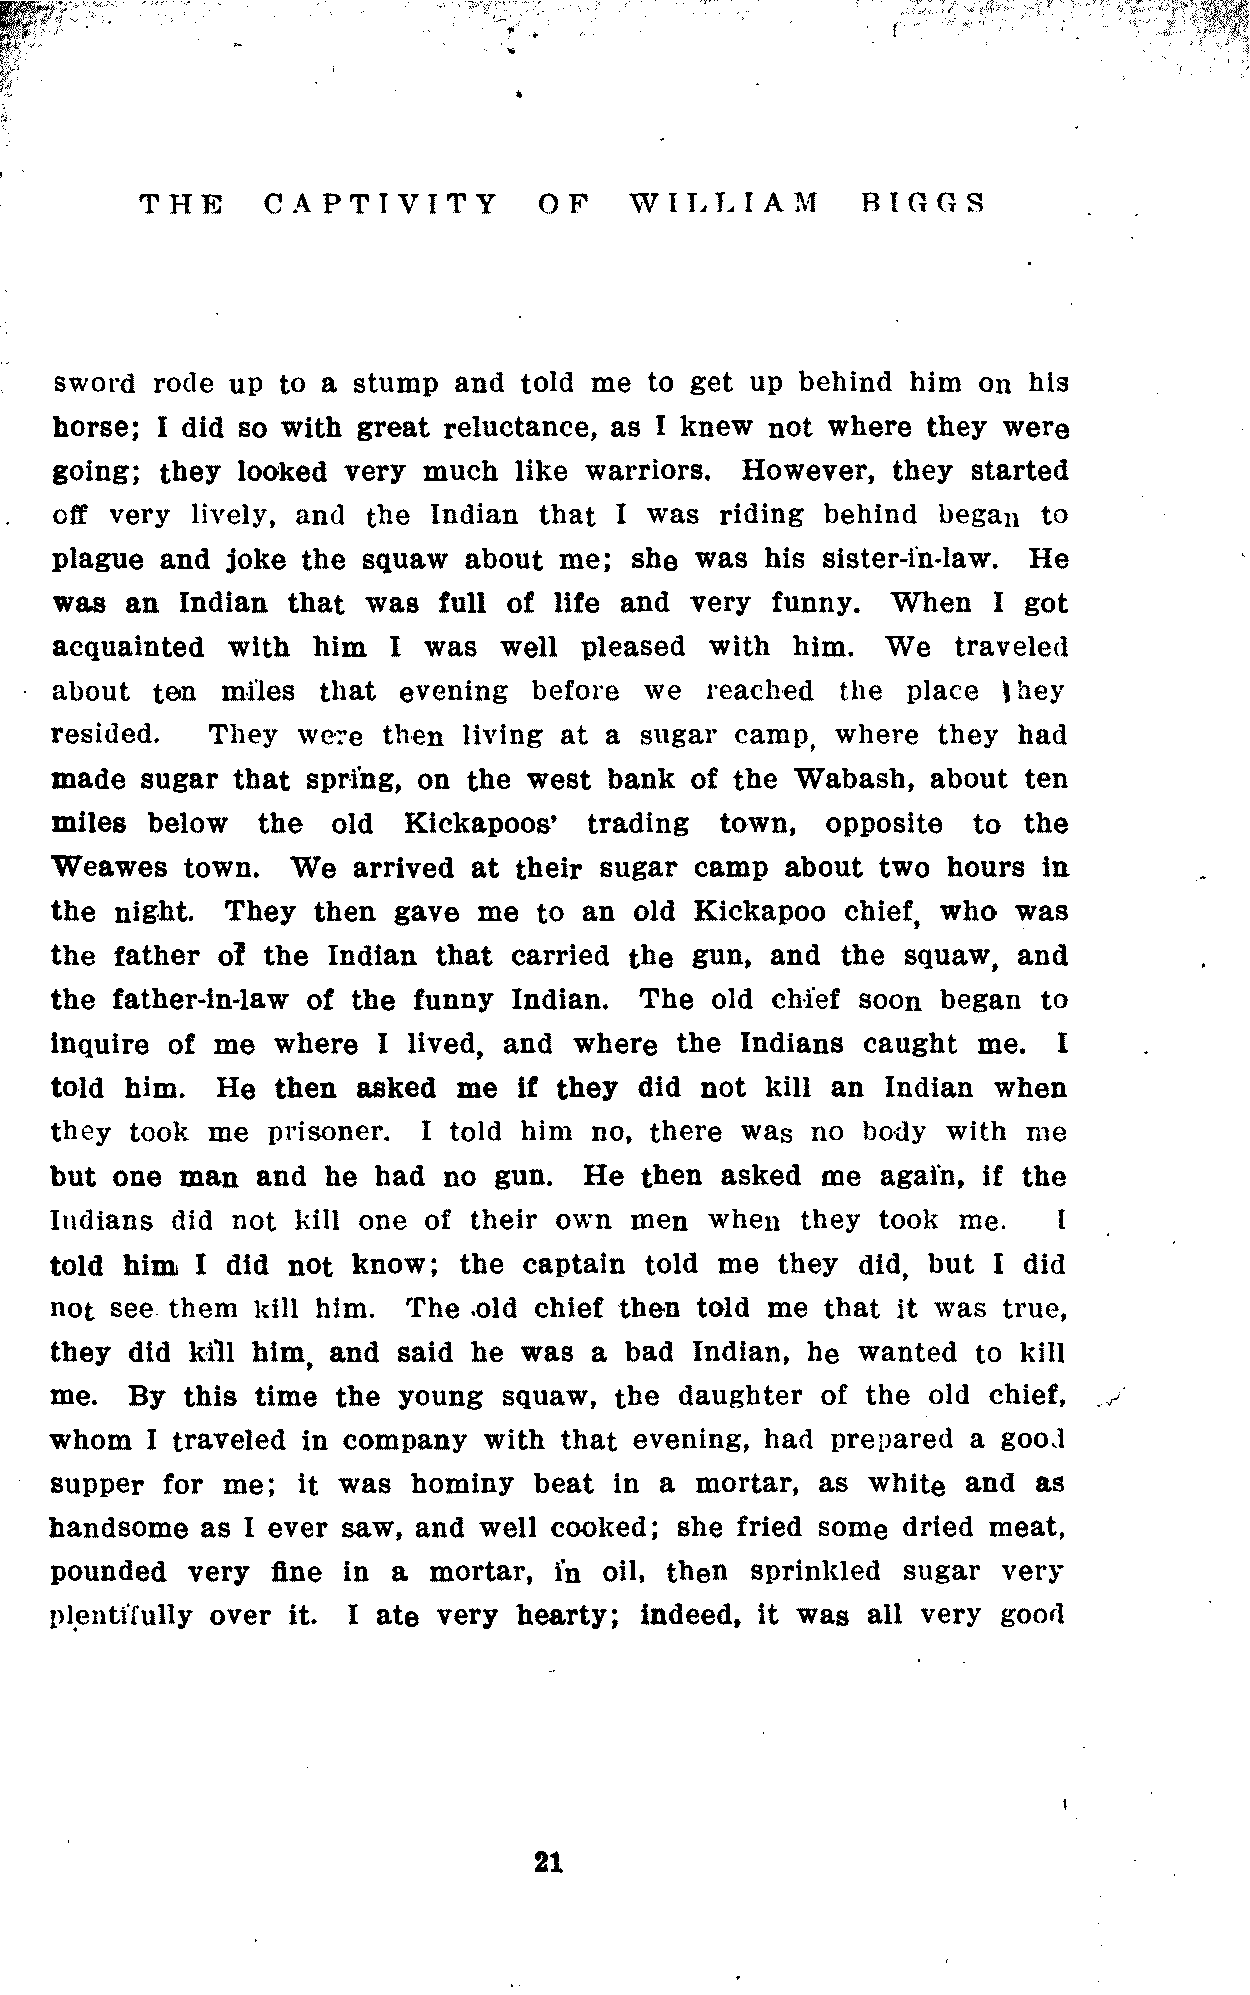 THE CAPTIVITY OF WILLIAM BIGGS
sword rode up to a stump and told me to get up behind him on his
horse; I did so with great reluctance, as I knew not where they were
going; they looked very much like warriors. However, they started
off very lively, and the Indian that I was riding behind began to
plague and joke the squaw about me; she was his sister-in-law. He
was an Indian that was full of life and very funny. When I got
acquainted with him I was well pleased with him. We traveled
about ten miles that evening before we reached the place they
resided. They were then living at a sugar camp, where they had
made sugar that spring, on the west bank of the Wabash, about ten
miles below the old Kickapoos' trading town, opposite to the
Weawes town. We arrived at their sugar camp about two hours in
the night. They then gave me to an old Kickapoo chief, who was
the father of the Indian that carried the gun, and the squaw, and
the father-in-law of the funny Indian. The old chief soon began to
inquire of me where I lived, and where the Indians caught me. I
told him. He then asked me if they did not kill an Indian when
they took me prisoner. I told him no, there was no body with me
but one man and he had no gun. He then asked me again, if the
Indians did not kill one of their own men when they took me. I
told him I did not know; the captain told me they did, but I did
not see them kill him. The old chief then told me that it was true,
they did kill him, and said he was a bad Indian, he wanted to kill
me. By this time the young squaw, the daughter of the old chief,
whom I traveled in company with that evening, had prepared a good
supper for me; it was hominy beat in a mortar, as white and as
handsome as I ever saw, and well cooked; she fried some dried meat,
pounded very fine in a mortar, in oil, then sprinkled sugar very
plentifully over it. I ate very hearty; indeed, it was all very good
21